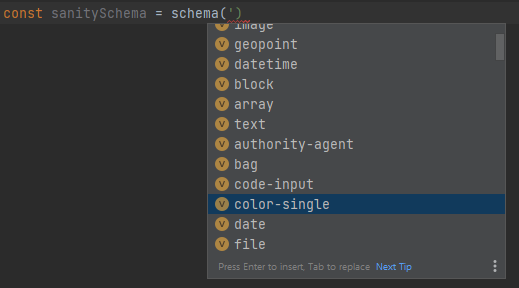 const sanitySchema = schema(')
image
geopoint
datetime
block
array
text
authority-agent
bag
code-input
color-single
date
file
Press Enter to insert, Tab to replace Next Tip